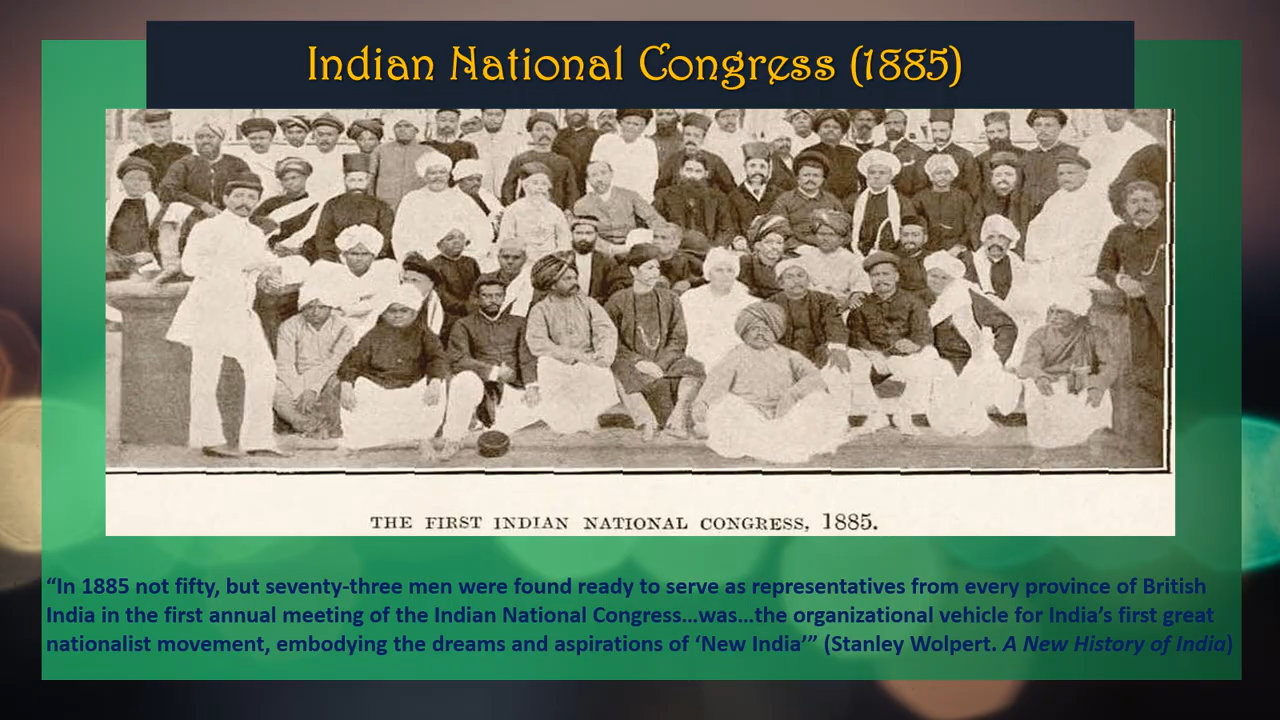 Indian National Congress (1885)
THE FIRST INDIAN NATIONAL CONGRESS, 1885.
“In 1885 not fifty, but seventy-three men were found ready to serve as representatives from every province of British
India in the first annual meeting of the Indian National Congress…was…the organizational vehicle for India’s first great
nationalist movement, embodying the dreams and aspirations of ‘New India’” (Stanley Wolpert. A New History of India)